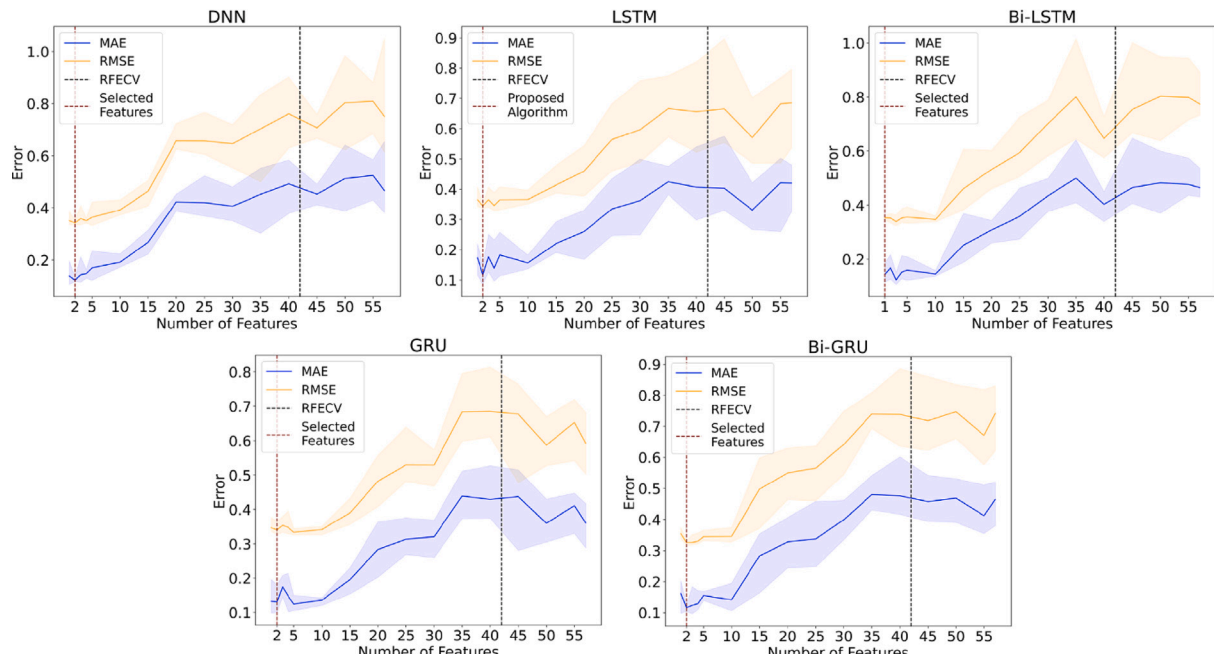 DNN
1.0
0.8
0.6
0.4
0.2
Error
MAE
RMSE
RFECV
Selected
Features
2 5 10 15 20 25 30 35 40 45 50 55
Number of Features
LSTM
0.9
0.8
0.7
0.6
0.5
0.4
0.3
0.2
0.1
Error
MAE
RMSE
RFECV
Proposed
Algorithm
2 5 10 15 20 25 30 35 40 45 50 55
Number of Features
Bi-LSTM
1.0
0.8
0.6
0.4
0.2
Error
MAE
RMSE
RFECV
Selected
Features
1 5 10 15 20 25 30 35 40 45 50 55
Number of Features
GRU
0.8
0.7
0.6
0.5
0.4
0.3
0.2
0.1
Error
MAE
RMSE
RFECV
Selected
Features
2 5 10 15 20 25 30 35 40 45 50 55
Number of Features
Bi-GRU
0.9
0.8
0.7
0.6
0.5
0.4
0.3
0.2
0.1
Error
MAE
RMSE
RFECV
Selected
Features
2 5 10 15 20 25 30 35 40 45 50 55
Number of Features